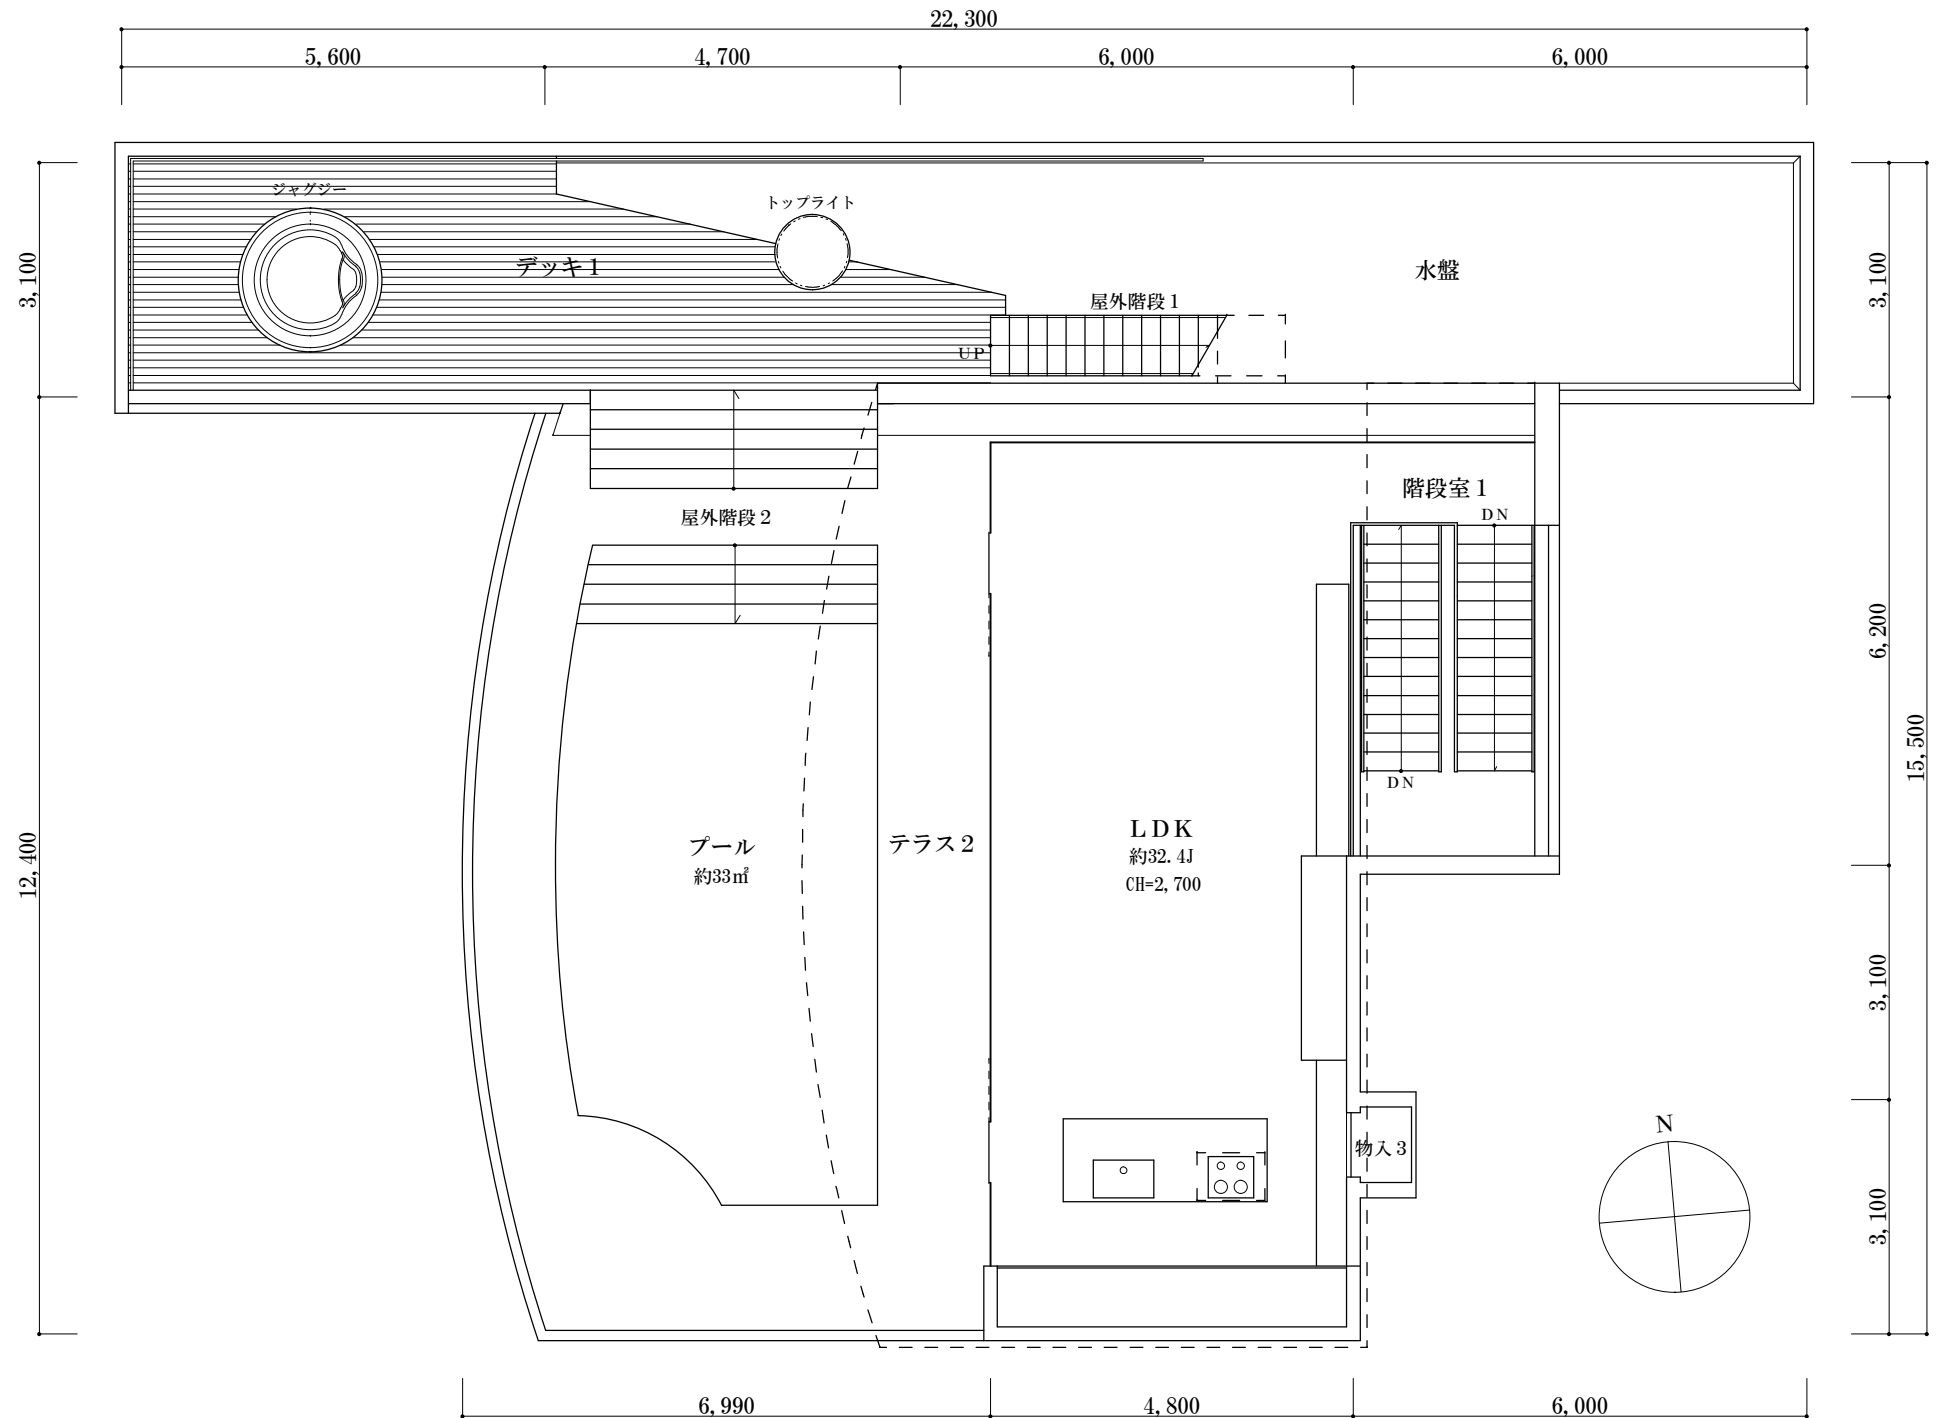 22,300
5,600
4,700
6,000
6,000
ジャグジー
トップライト
デッキ1
水盤
屋外階段1
UP
3,100
3,100
階段室1
DN
屋外階段2
6,200
15,500
DN
LDK
プール
テラス2
約32.4J
約33㎡
CH=2,700
12,400
3,100
N
物入3
3,100
6,990
4,800
6,000